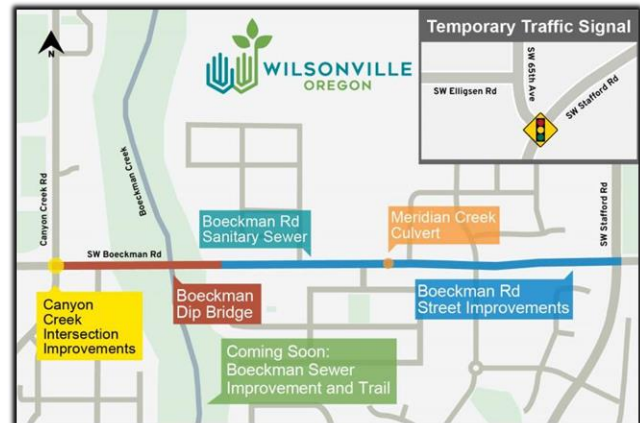 Temporary Traffic Signal
SW 65th Ave
SW Elligsen Rd
SW Stafford Rd
N
WILSONVILLE
OREGON
Canyon Creek Rd
Boeckman Creek
SW Boeckman Rd
Boeckman Rd
Sanitary Sewer
Meridian Creek
Culvert
SW Stafford Rd
Canyon
Creek
Intersection
Improvements
Boeckman
Dip Bridge
Boeckman Rd
Street Improvements
Coming Soon:
Boeckman Sewer
Improvement and Trail